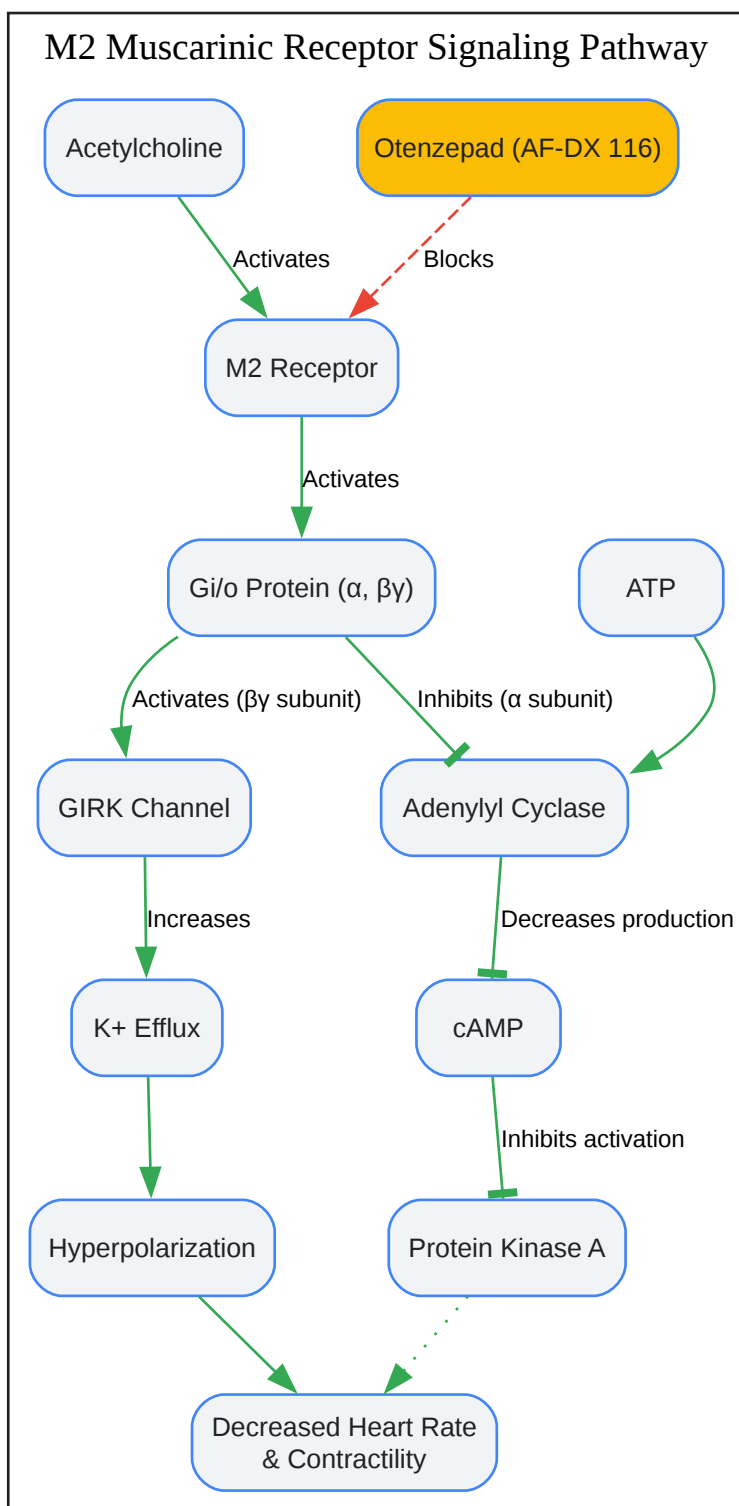 M2 Muscarinic Receptor Signaling Pathway
Acetylcholine
Otenzepad (AF-DX 116)
Activates
Blocks
M2 Receptor
Activates
Gi/o Protein (α, βγ)
ATP
Activates (βγ subunit)
Inhibits (α subunit)
GIRK Channel
Adenylyl Cyclase
Increases
Decreases production
K+ Efflux
cAMP
Inhibits activation
Hyperpolarization
Protein Kinase A
Decreased Heart Rate
& Contractility